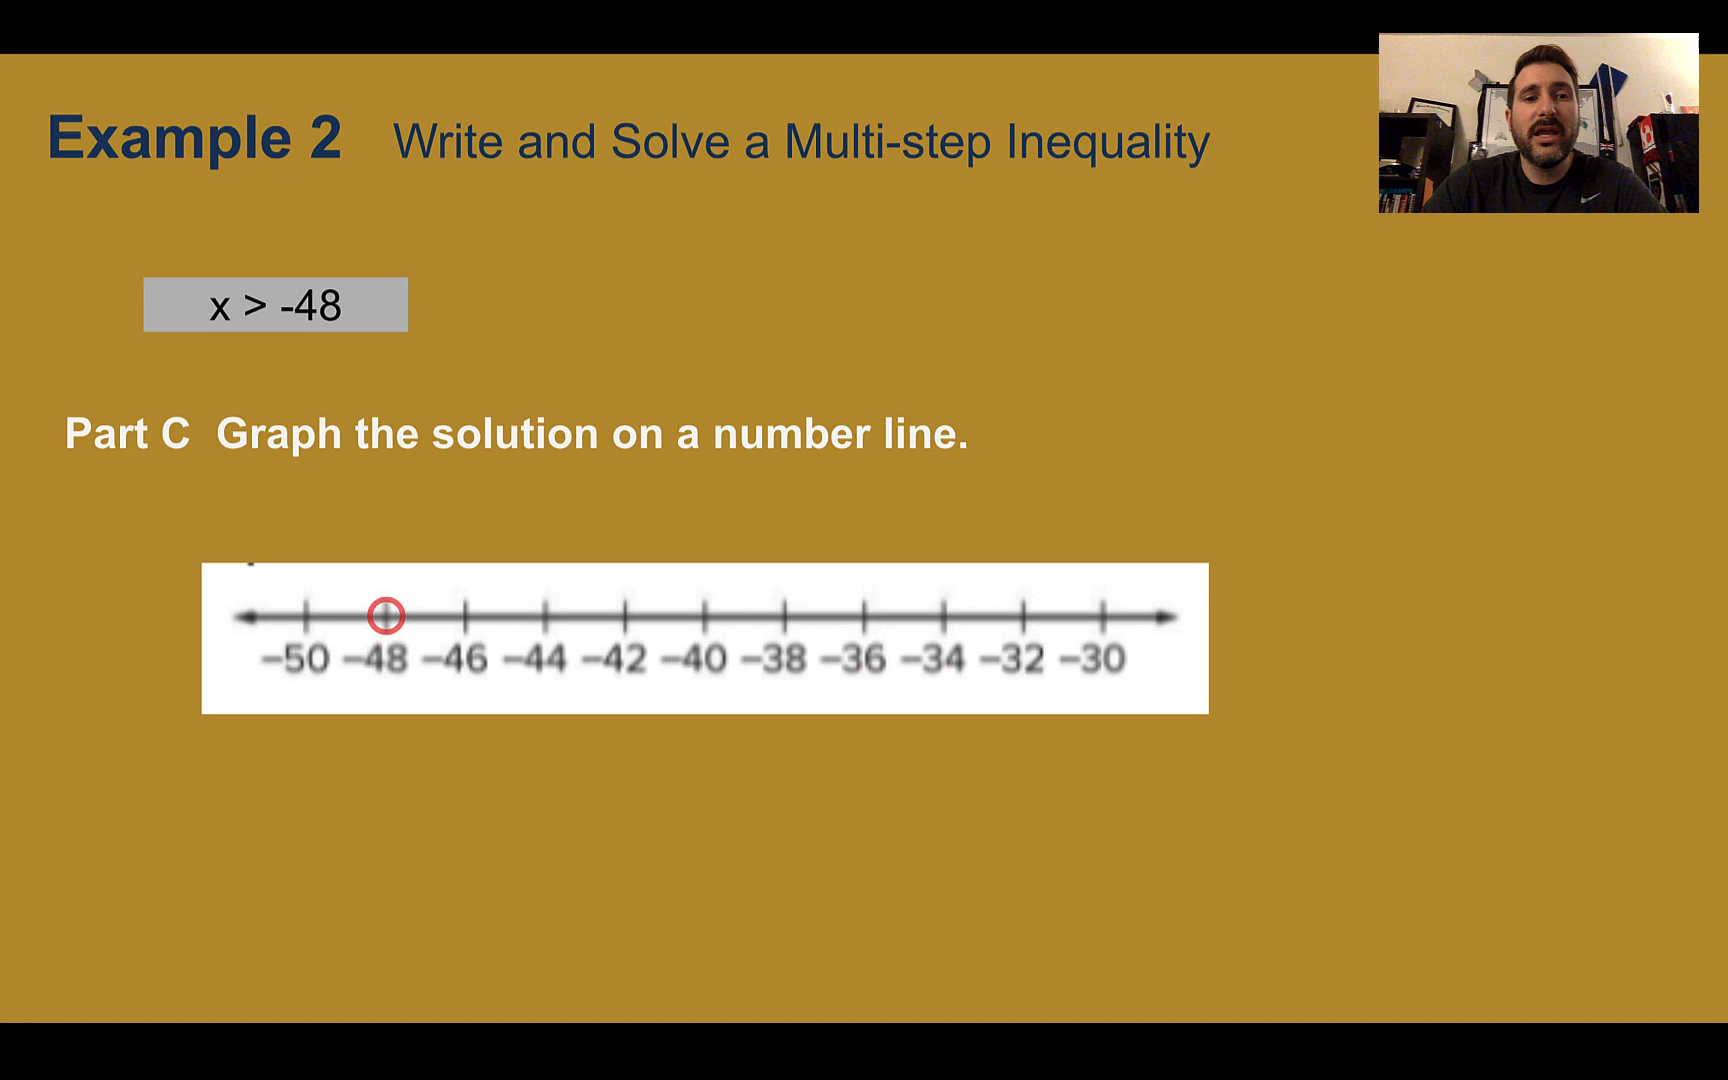 Example 2 Write and Solve a Multi-step Inequality
x > -48
Part C Graph the solution on a number line.
−50 −48 −46 −44 −42 −40 −38 −36 −34 −32 −30